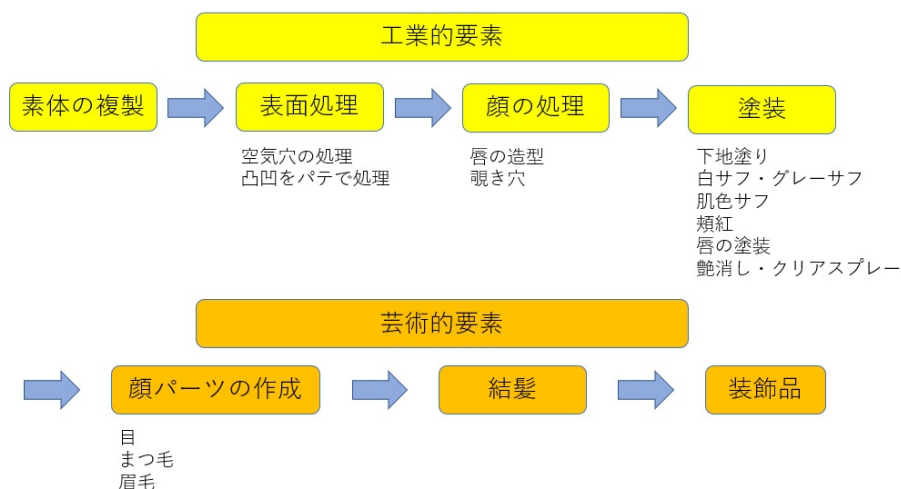 工業的要素
素体の複製
表面処理
空気穴の処理
凸凹をパテで処理
顔の処理
唇の造型
覗き穴
塗装
下地塗り
白サフ・グレーサフ
肌色サフ
頬紅
唇の塗装
艶消し・クリアスプレー
芸術的要素
顔パーツの作成
目
まつ毛
眉毛
結髪
装飾品